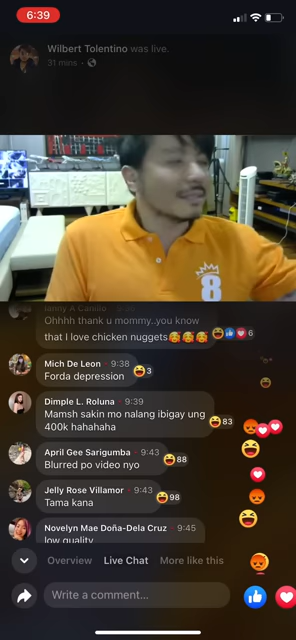 6:39
Wilbert Tolentino was live.
31 mins ·
8
Ohhhh thank u mommy..you know
that I love chicken nuggets🥰🥰🥰
6
Mich De Leon · 9:38
Forda depression
3
Dimple L. Roluna · 9:39
Mamsh sakin mo nalang ibigay ung
400k hahahaha
83
April Gee Sarigumba · 9:43
Blurred po video nyo
88
Jelly Rose Villamor · 9:43
Tama kana
98
Novelyn Mae Doña-Dela Cruz · 9:45
low quality
Overview Live Chat More like this
Write a comment...